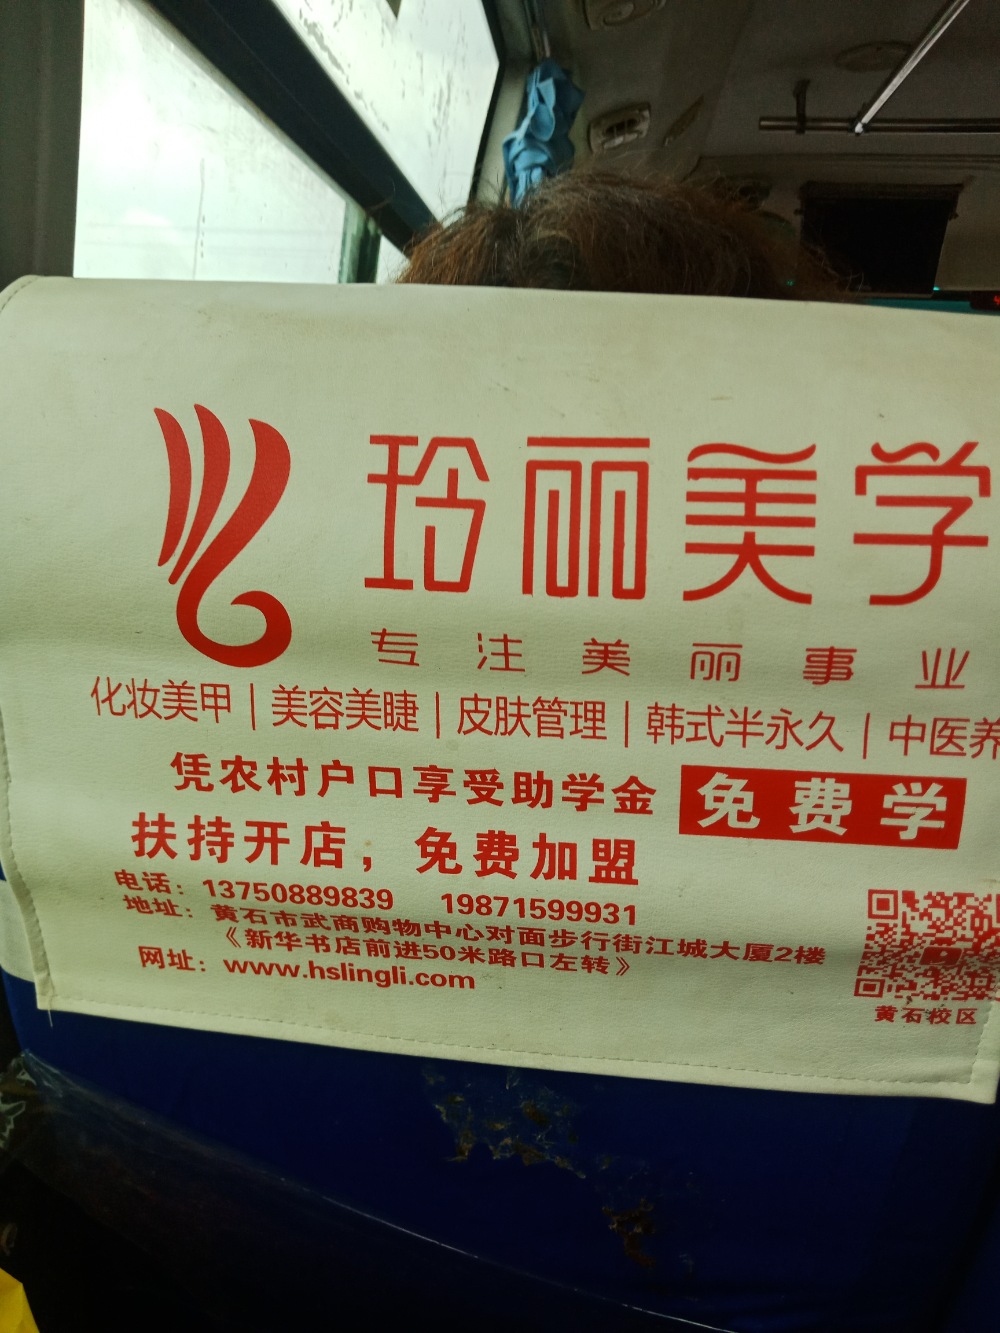 玲丽美学
专注美丽事业
化妆美甲|美容美睫|皮肤管理|韩式半永久|中医养
凭农村户口享受助学金 免费学
扶持开店，免费加盟
电话：13750889839 19871599931
地址：黄石市武商购物中心对面步行街江城大厦2楼
《新华书店前进50米路口左转》
网址：www.hslingli.com
黄石校区